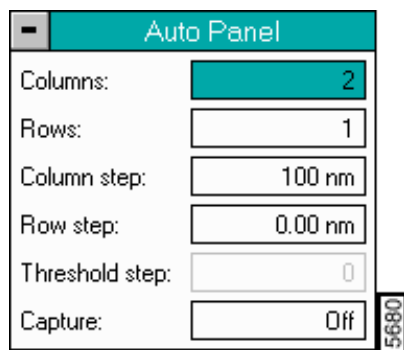 Auto Panel
Columns: 2
Rows: 1
Column step: 100 nm
Row step: 0.00 nm
Threshold step: 0
Capture: Off
5680